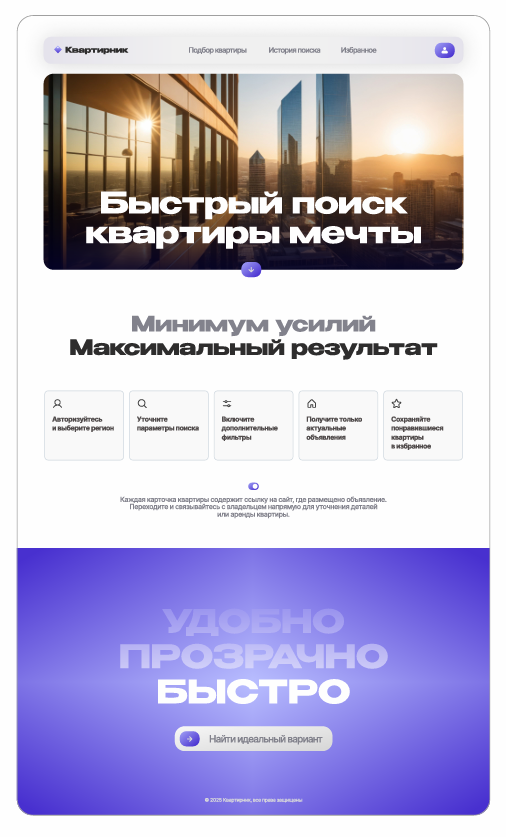 Квартирник
Подбор квартиры
История поиска
Избранное
Быстрый поиск
квартиры мечты
Минимум усилий
Максимальный результат
Авторизуйтесь
и выберите регион
Уточните
параметры поиска
Включите
дополнительные
фильтры
Получите только
актуальные
объявления
Сохраняйте
понравившиеся
квартиры
в избранное
Каждая карточка квартиры содержит ссылку на сайт, где размещено объявление.
Переходите и связывайтесь с владельцем напрямую для уточнения деталей
или аренды квартиры.
УДОБНО
ПРОЗРАЧНО
БЫСТРО
Найти идеальный вариант
© 2025 Квартирник, все права защищены